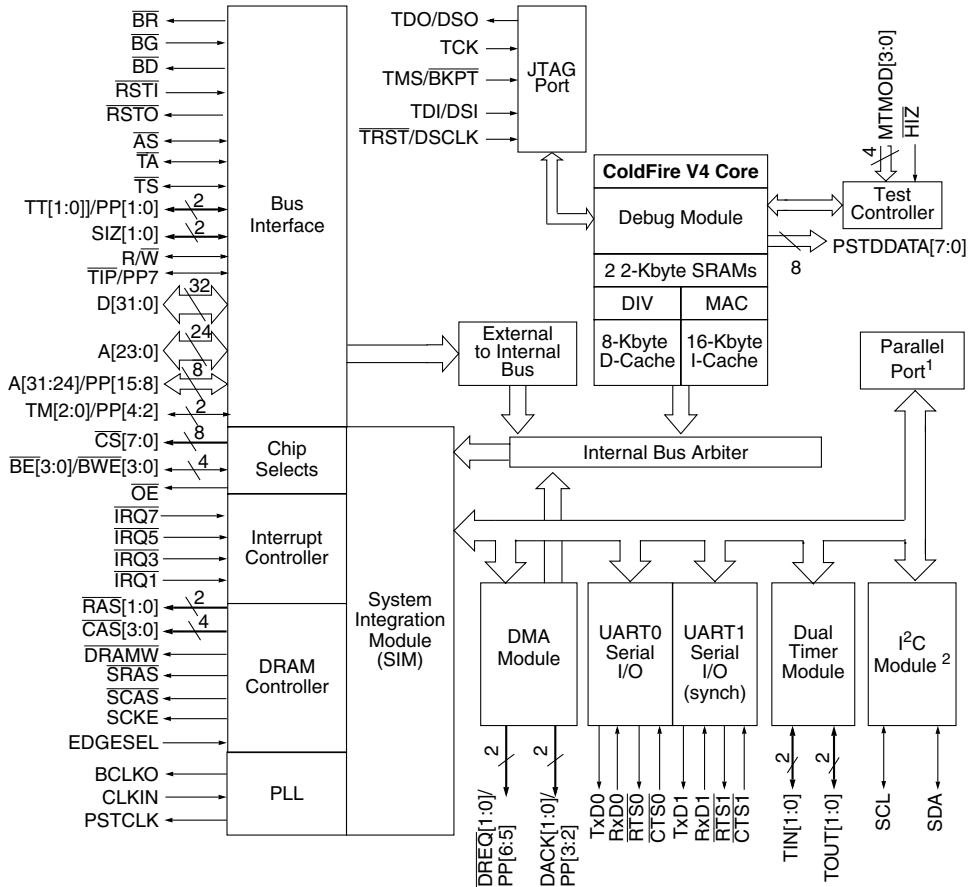 BR
BG
BD
RSTI
RSTO
AS
TA
TS
TT[1:0]]/PP[1:0]
2
SIZ[1:0]
2
R/W
TIP/PP7
D[31:0]
32
A[23:0]
24
A[31:24]/PP[15:8]
8
TM[2:0]/PP[4:2]
2
CS[7:0]
8
BE[3:0]/BWE[3:0]
4
OE
IRQ7
IRQ5
IRQ3
IRQ1
RAS[1:0]
2
CAS[3:0]
4
DRAMW
SRAS
SCAS
SCKE
EDGESEL
BCLKO
CLKIN
PSTCLK
Bus
Interface
Chip
Selects
Interrupt
Controller
DRAM
Controller
PLL
System
Integration
Module
(SIM)
TDO/DSO
TCK
TMS/BKPT
TDI/DSI
TRST/DSCLK
JTAG
Port
ColdFire V4 Core
Debug Module
2 2-Kbyte SRAMs
DIV
MAC
8-Kbyte
D-Cache
16-Kbyte
I-Cache
MTMOD[3:0]
4
HIZ
Test
Controller
PSTDDATA[7:0]
8
External
to Internal
Bus
Internal Bus Arbiter
Parallel
Port1
DMA
Module
UART0
Serial
I/O
UART1
Serial
I/O
(synch)
Dual
Timer
Module
I2C
Module 2
2
DREQ[1:0]/
PP[6:5]
2
DACK[1:0]/
PP[3:2]
TxD0
RxD0
RTS0
CTS0
TxD1
RxD1
RTS1
CTS1
2
TIN[1:0]
2
TOUT[1:0]
SCL
SDA